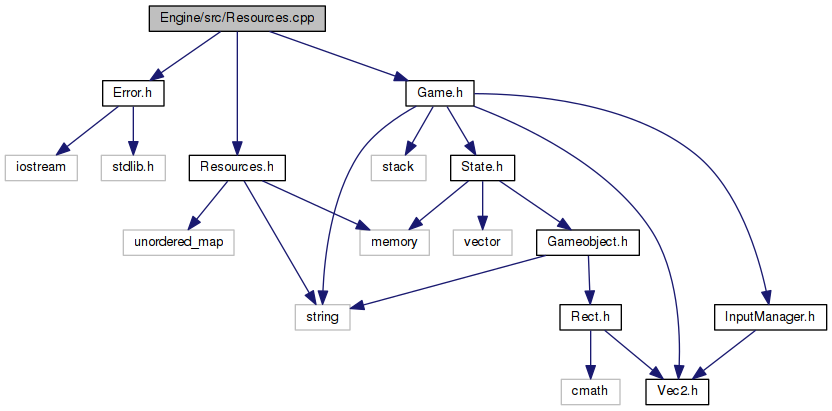 Engine/src/Resources.cpp
Error.h
Game.h
iostream
stdlib.h
Resources.h
stack
State.h
unordered_map
memory
vector
Gameobject.h
string
Rect.h
InputManager.h
cmath
Vec2.h